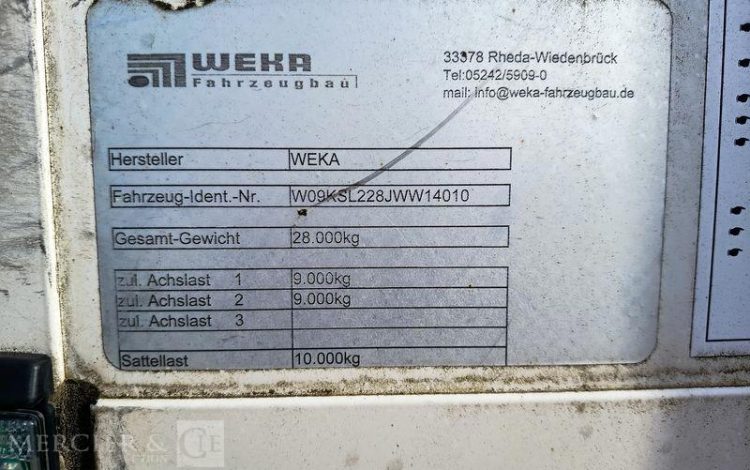 WEKA
Fahrzeugbau
33378 Rheda-Wiedenbrück
Tel:05242/5909-0
mail: info@weka-fahrzeugbau.de
Hersteller WEKA
Fahrzeug-Ident.-Nr. W09KSL228JWW14010
Gesamt-Gewicht 28.000kg
zul. Achslast 1 9.000kg
zul. Achslast 2 9.000kg
zul. Achslast 3
Sattellast 10.000kg
MERCIER & CIE